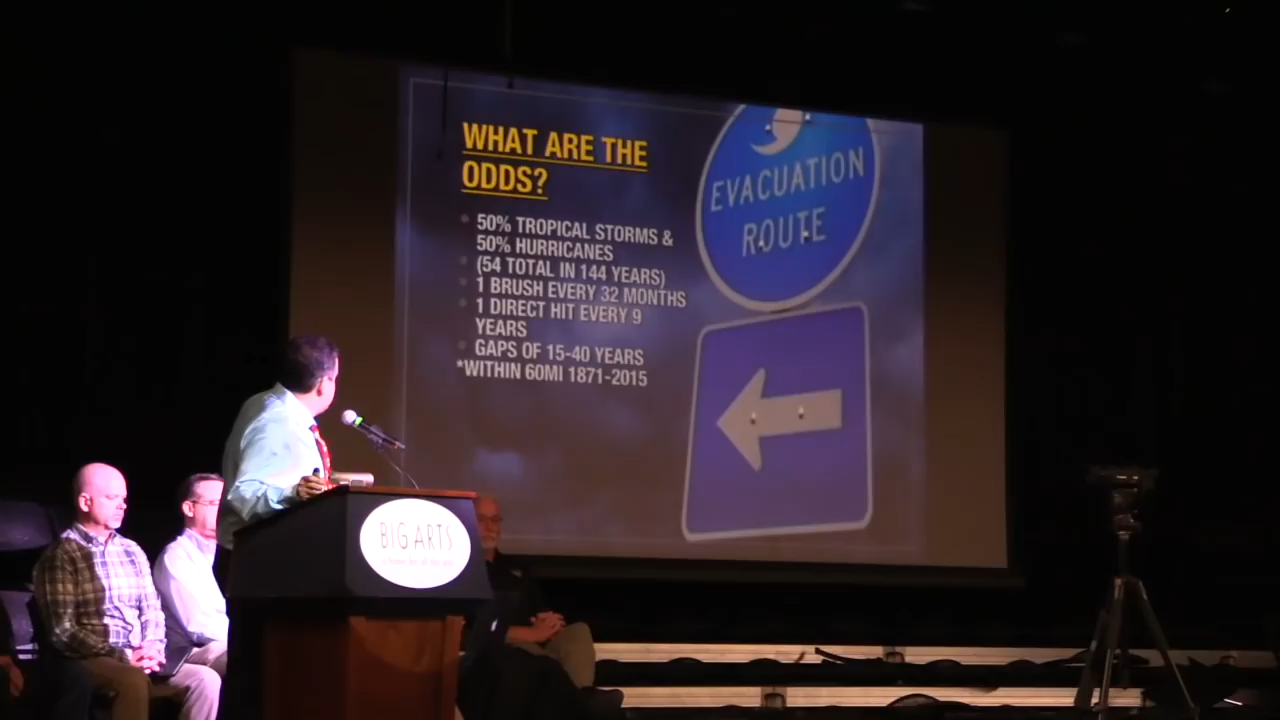 WHAT ARE THE
ODDS?
50% TROPICAL STORMS &
50% HURRICANES
(54 TOTAL IN 144 YEARS)
1 BRUSH EVERY 32 MONTHS
1 DIRECT HIT EVERY 9
YEARS
GAPS OF 15-40 YEARS
*WITHIN 60MI 1871-2015
EVACUATION
ROUTE
BIG ARTS